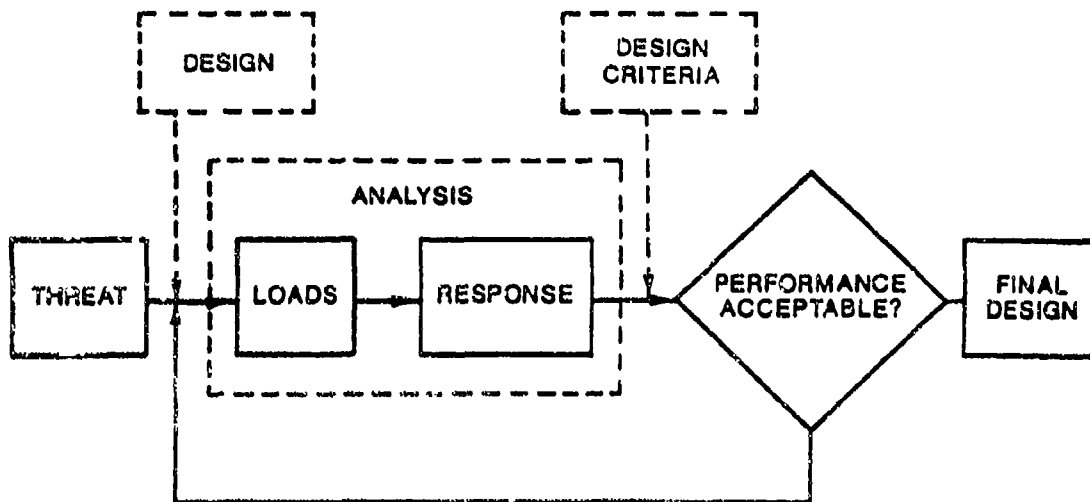 DESIGN
DESIGN
CRITERIA
ANALYSIS
THREAT
LOADS
RESPONSE
PERFORMANCE
ACCEPTABLE?
FINAL
DESIGN